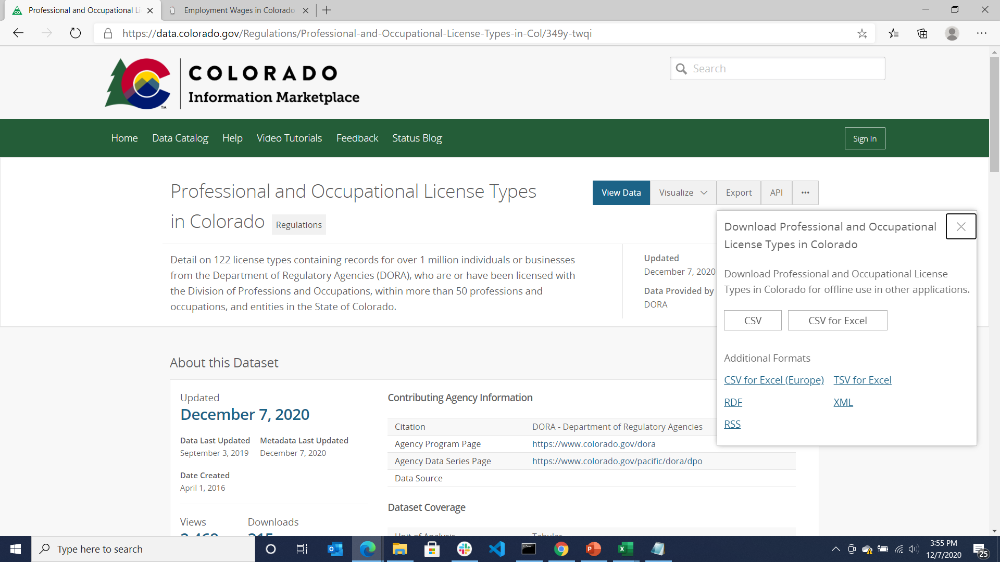 Professional and Occupational Li
Employment Wages in Colorado
https://data.colorado.gov/Regulations/Professional-and-Occupational-License-Types-in-Col/349y-twqi
COLORADO
Information Marketplace
TM
Search
Home
Data Catalog
Help
Video Tutorials
Feedback
Status Blog
Sign In
Professional and Occupational License Types
in Colorado
Regulations
View Data
Visualize
Export
API
Detail on 122 license types containing records for over 1 million individuals or businesses
from the Department of Regulatory Agencies (DORA), who are or have been licensed with
the Division of Professions and Occupations, within more than 50 professions and
occupations, and entities in the State of Colorado.
Updated
December 7, 2020
Data Provided by
DORA
Download Professional and Occupational
License Types in Colorado
Download Professional and Occupational License
Types in Colorado for offline use in other applications.
CSV
CSV for Excel
Additional Formats
CSV for Excel (Europe)
TSV for Excel
RDF
XML
RSS
About this Dataset
Updated
December 7, 2020
Data Last Updated
September 3, 2019
Metadata Last Updated
December 7, 2020
Date Created
April 1, 2016
Views
Downloads
Contributing Agency Information
Citation
DORA - Department of Regulatory Agencies
Agency Program Page
https://www.colorado.gov/dora
Agency Data Series Page
https://www.colorado.gov/pacific/dora/dpo
Data Source
Dataset Coverage
Unit of Analysis
Tabular
Type here to search
3:55 PM
12/7/2020
25